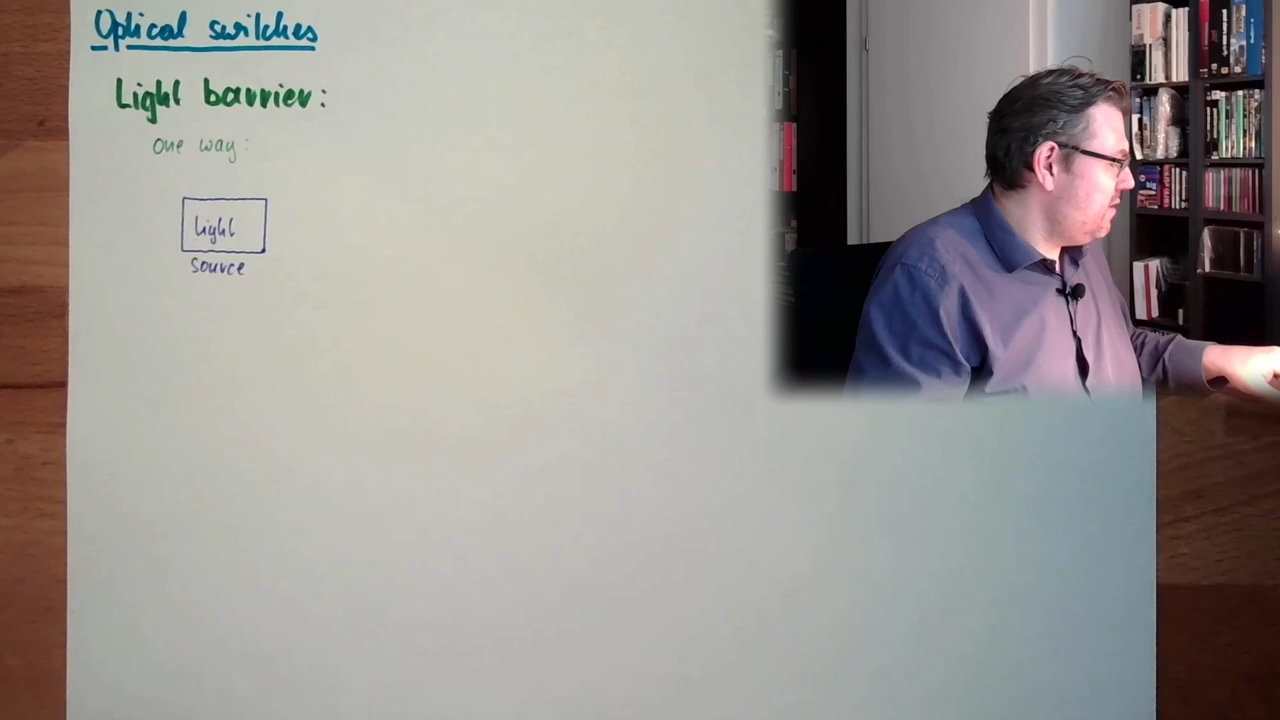 Optical switches
Light barrier:
one way:
Light
Source